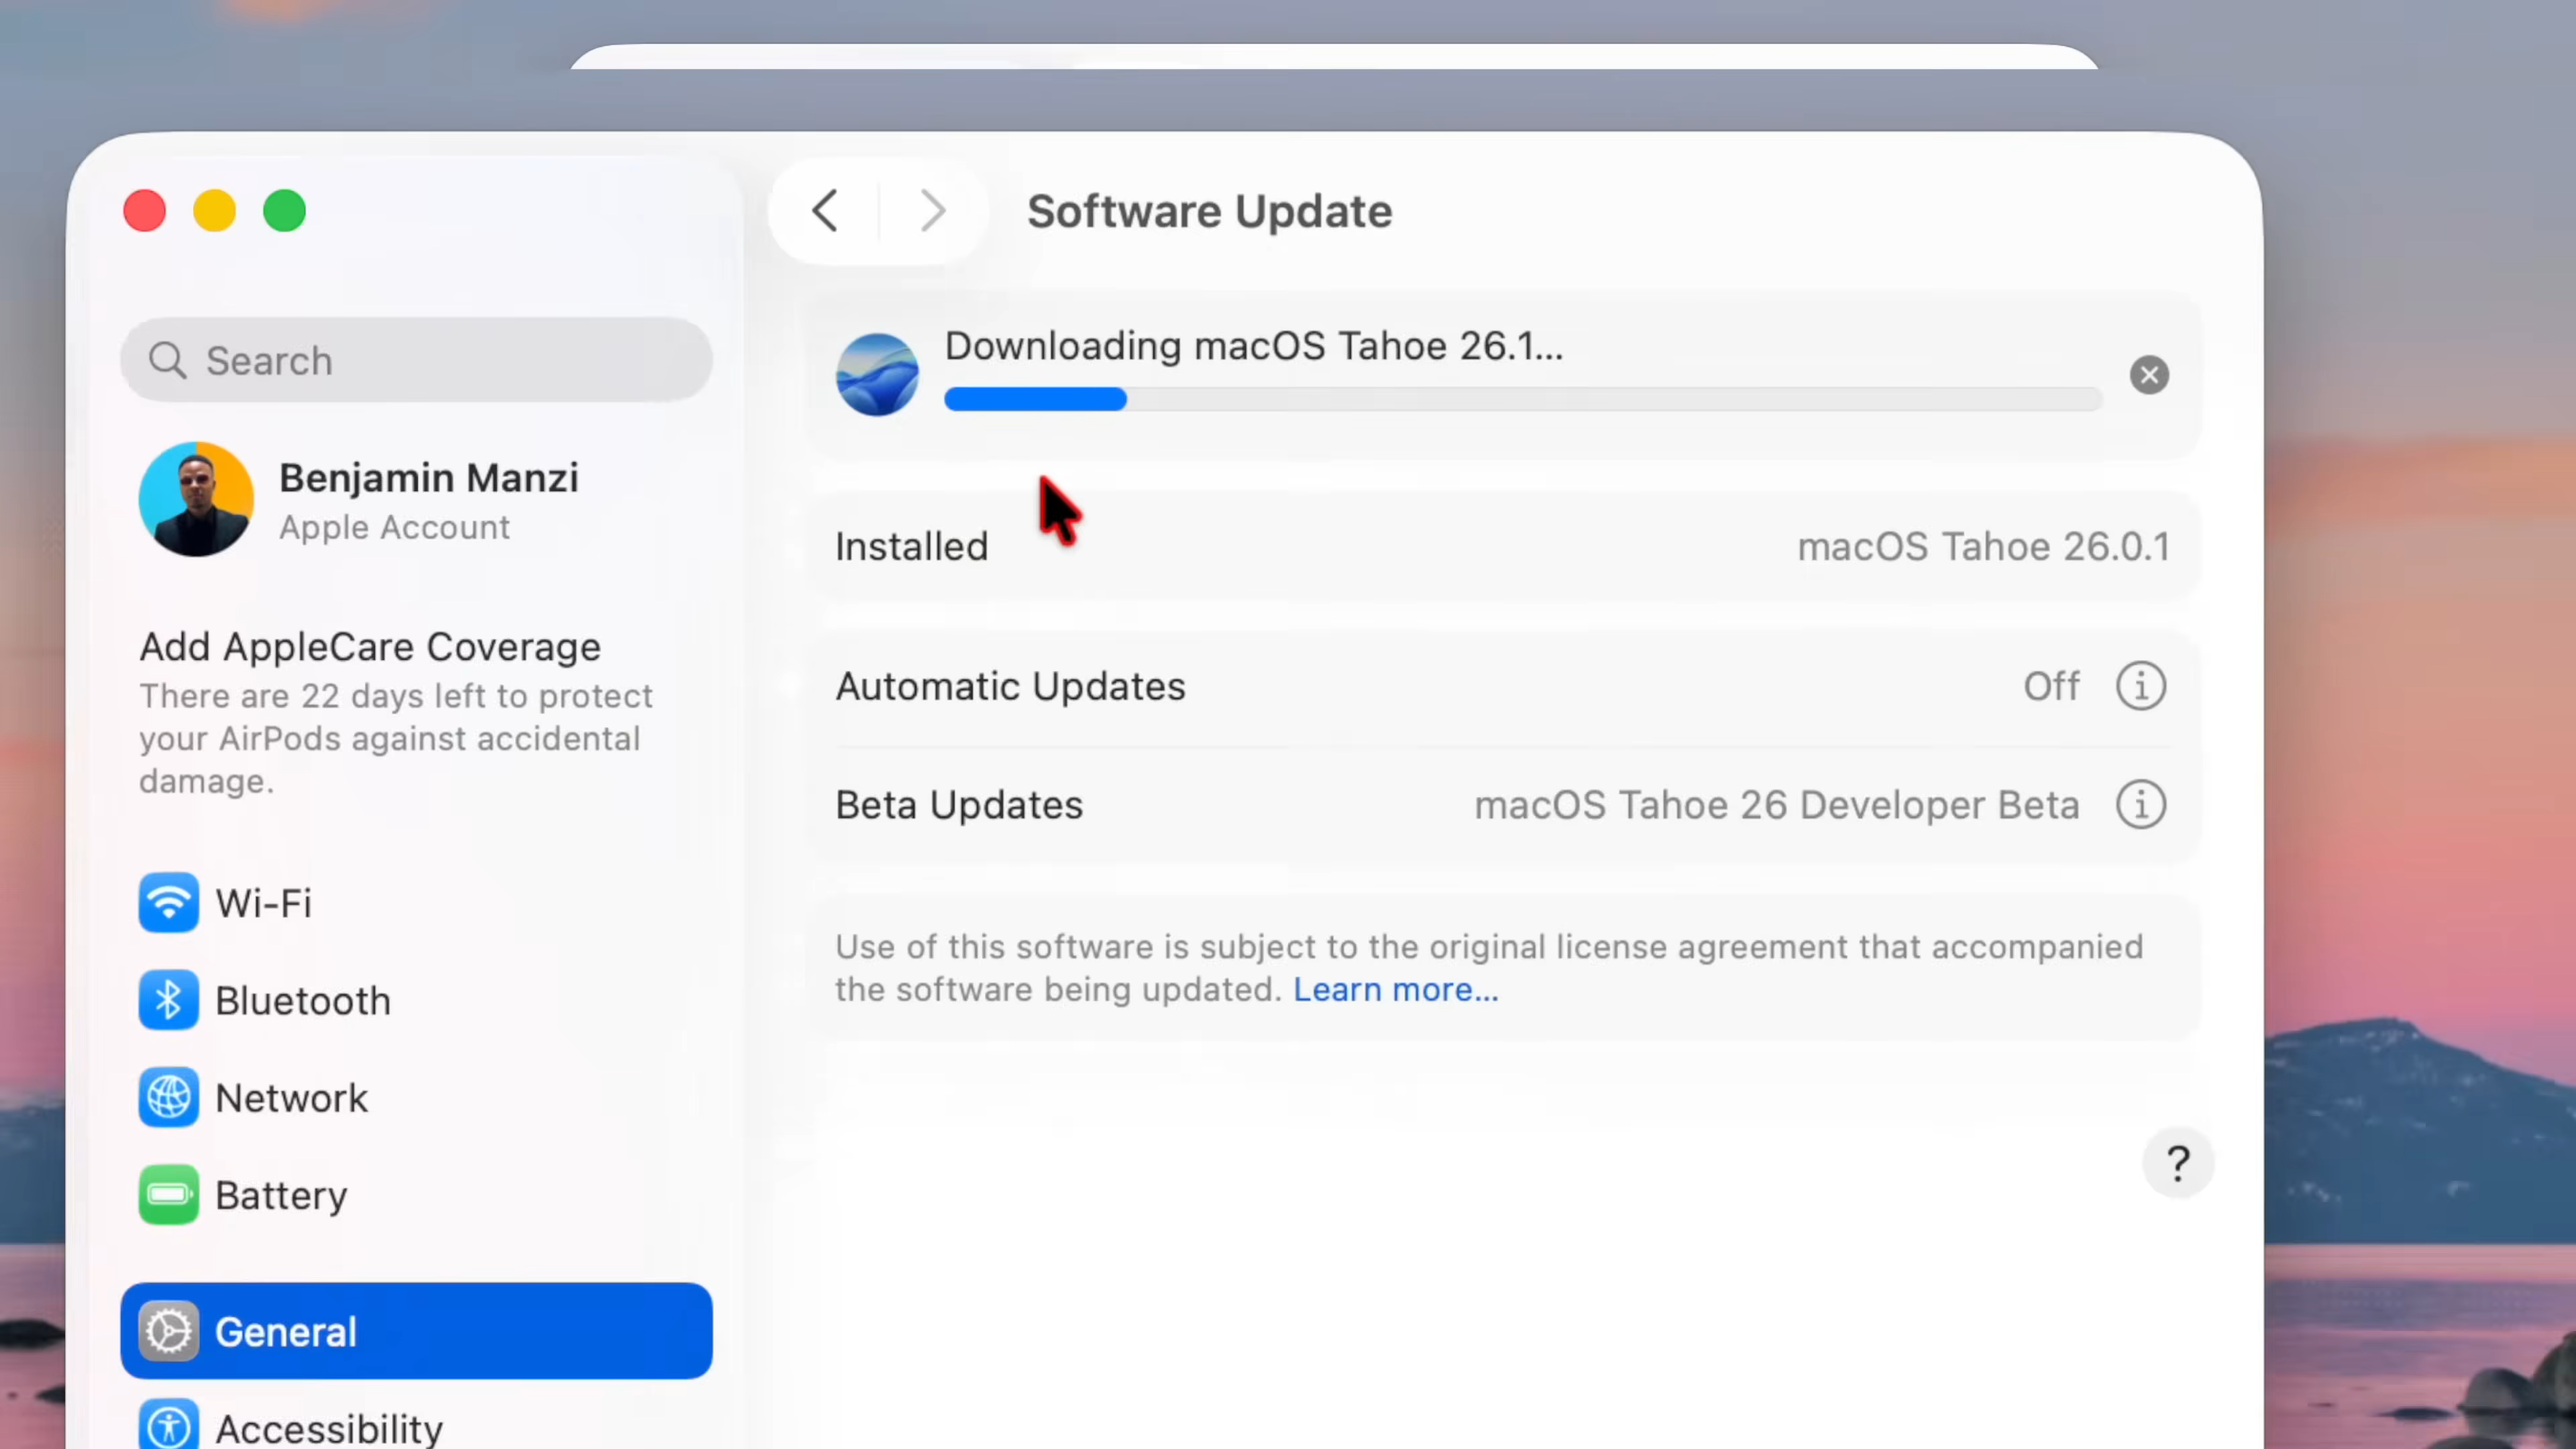 Software Update
Search
Downloading macOS Tahoe 26.1...
Benjamin Manzi
Apple Account
Installed
macOS Tahoe 26.0.1
Add AppleCare Coverage
There are 22 days left to protect
your AirPods against accidental
damage.
Automatic Updates
Off
Beta Updates
macOS Tahoe 26 Developer Beta
Use of this software is subject to the original license agreement that accompanied
the software being updated. Learn more...
Wi-Fi
Bluetooth
Network
Battery
?
General
Accessibility